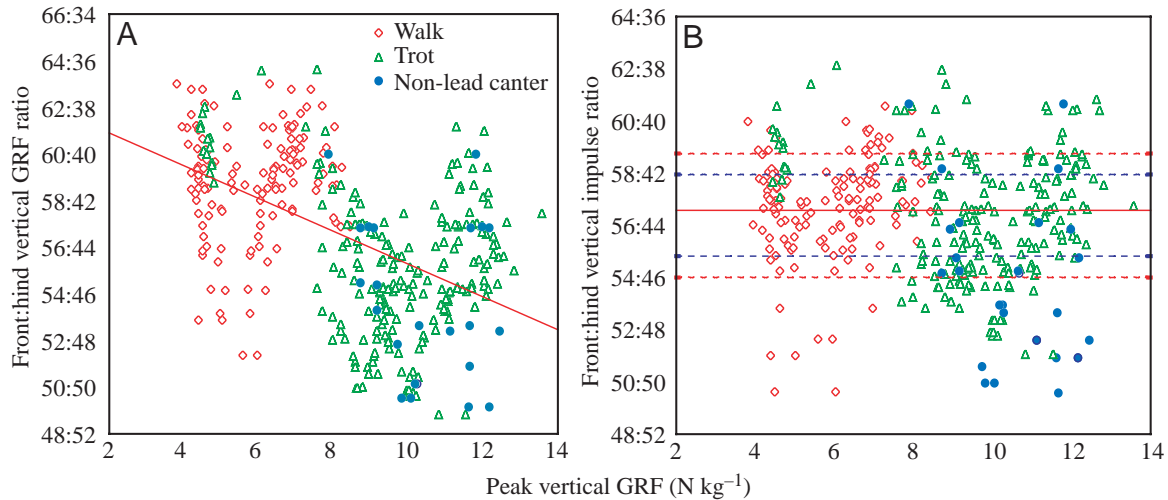 A
Walk
Trot
Non-lead canter
Front:hind vertical GRF ratio
66:34
64:36
62:38
60:40
58:42
56:44
54:46
52:48
50:50
48:52
2 4 6 8 10 12 14
B
Front:hind vertical impulse ratio
64:36
62:38
60:40
58:42
56:44
54:46
52:48
50:50
48:52
2 4 6 8 10 12 14
Peak vertical GRF (N kg⁻¹)